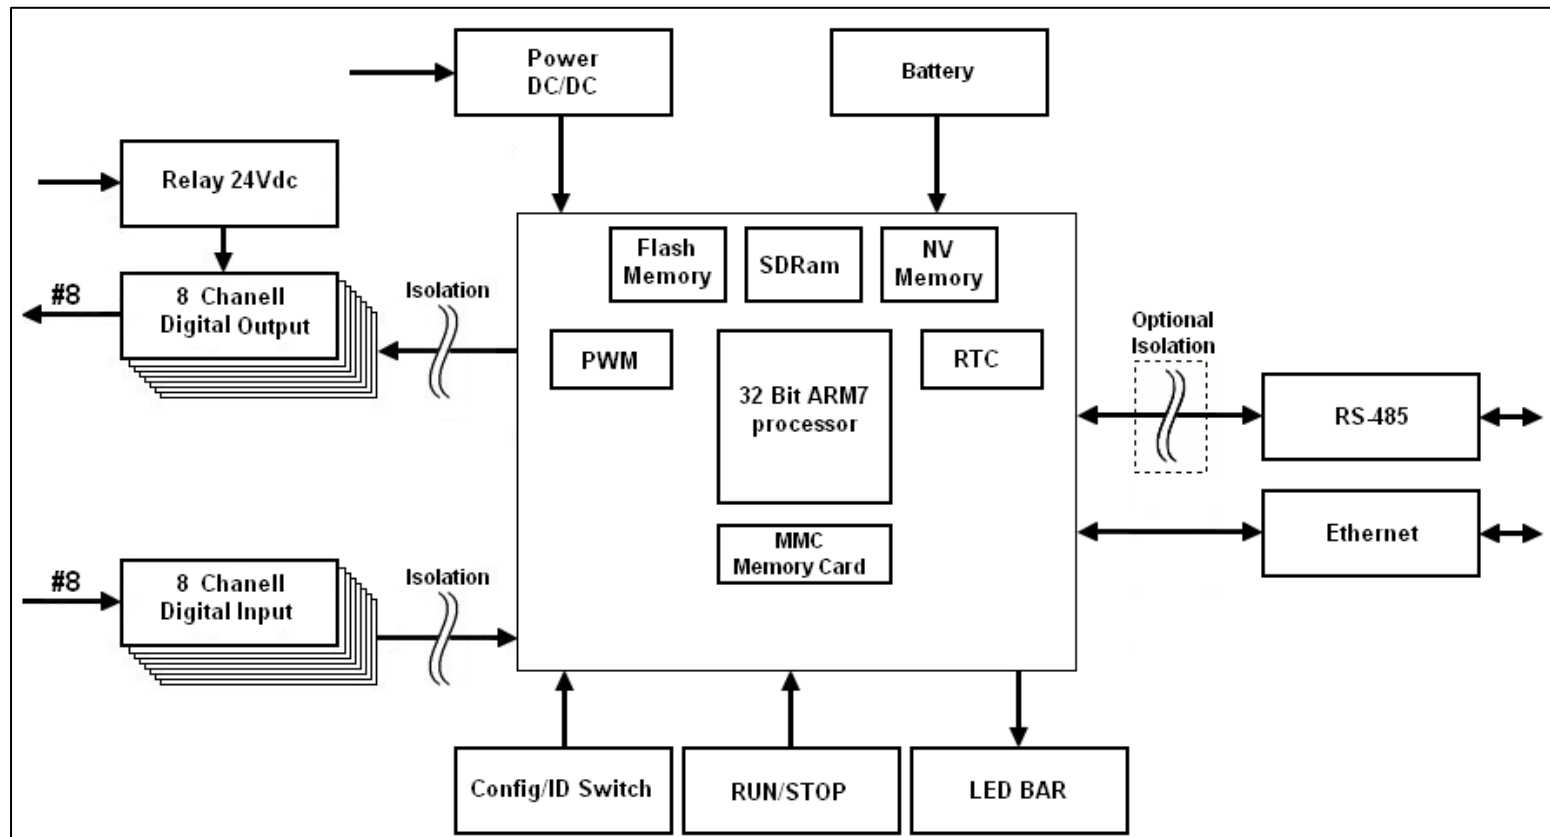 Power
DC/DC
Battery
Relay 24Vdc
#8
8 Chanell
Digital Output
Isolation
Flash
Memory
SDRam
NV
Memory
PWM
32 Bit ARM7
processor
RTC
Optional
Isolation
RS-485
Ethernet
MMC
Memory Card
#8
8 Chanell
Digital Input
Isolation
Config/ID Switch
RUN/STOP
LED BAR